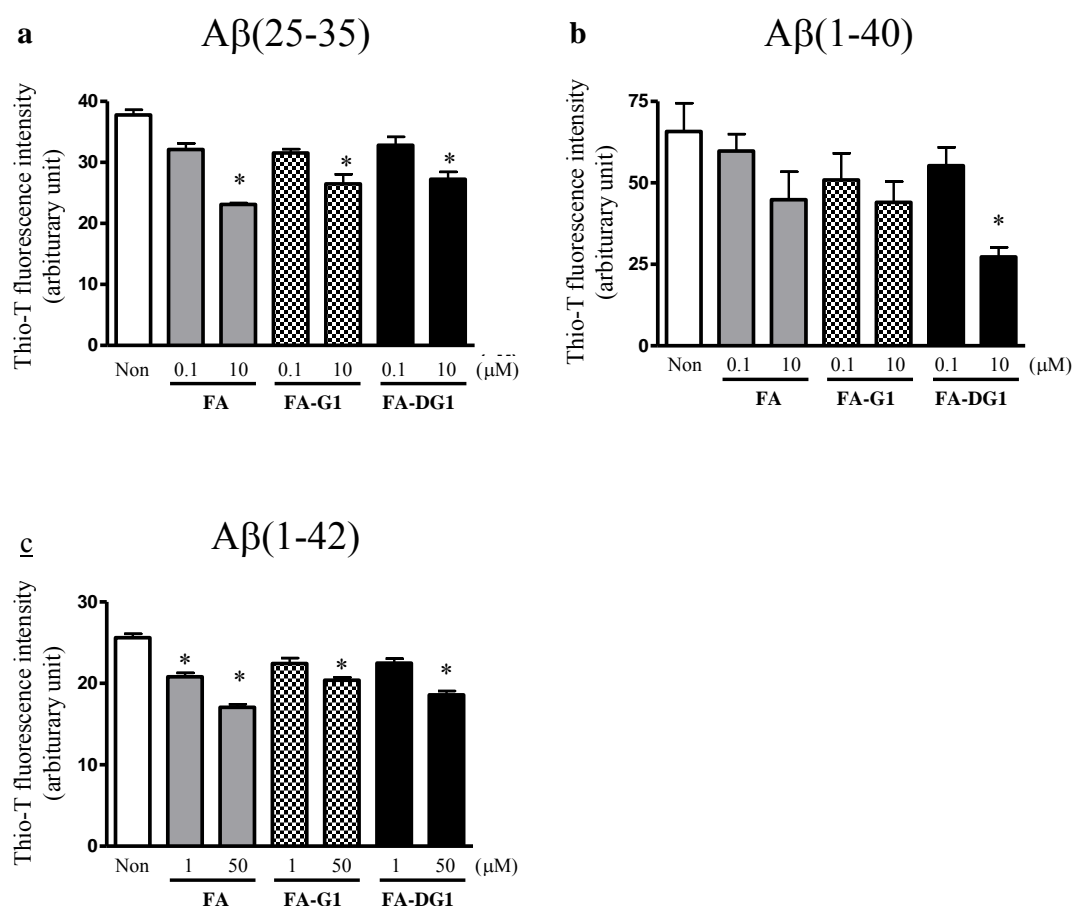 a
Aβ(25-35)
Thio-T fluorescence intensity
(arbiturary unit)
40
30
20
10
0
*
*
*
Non
0.1
10
0.1
10
0.1
10
(μM)
FA
FA-G1
FA-DG1
b
Aβ(1-40)
Thio-T fluorescence intensity
(arbiturary unit)
75
50
25
0
*
Non
0.1
10
0.1
10
0.1
10
(μM)
FA
FA-G1
FA-DG1
c
Aβ(1-42)
Thio-T fluorescence intensity
(arbiturary unit)
30
20
10
0
*
*
*
*
Non
1
50
1
50
1
50
(μM)
FA
FA-G1
FA-DG1